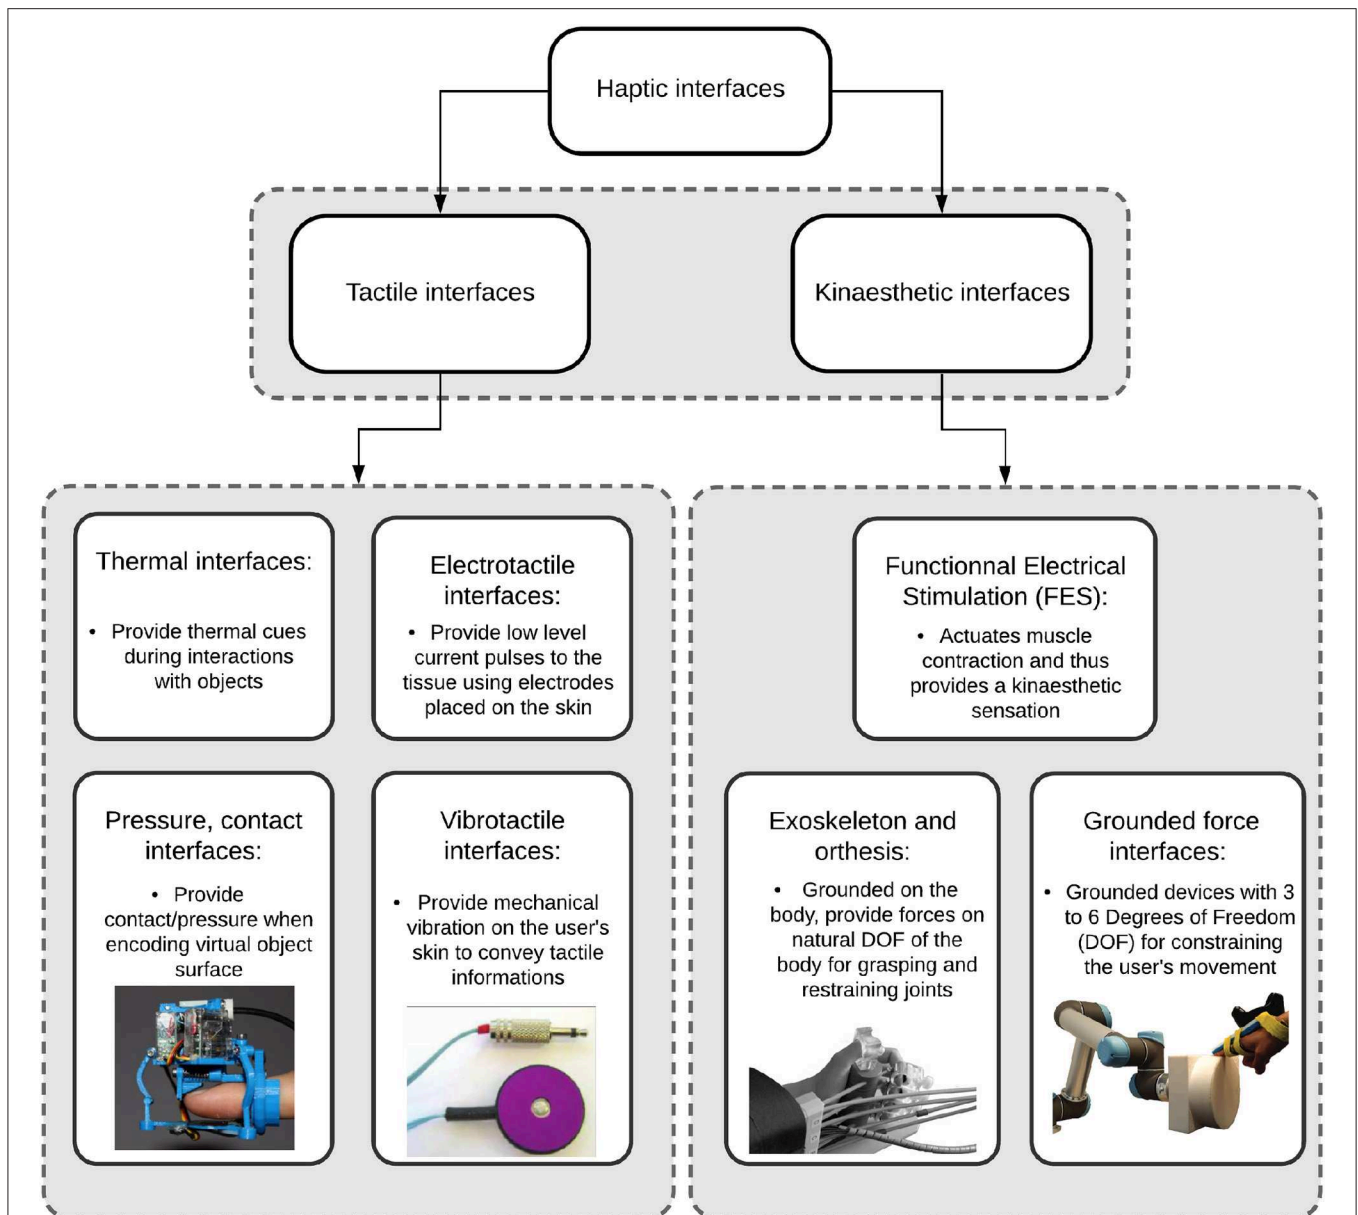 Haptic interfaces
Tactile interfaces
Kinaesthetic interfaces
Thermal interfaces:
• Provide thermal cues
during interactions
with objects
Electrotactile
interfaces:
• Provide low level
current pulses to the
tissue using electrodes
placed on the skin
Functionnal Electrical
Stimulation (FES):
• Actuates muscle
contraction and thus
provides a kinaesthetic
sensation
Pressure, contact
interfaces:
• Provide
contact/pressure when
encoding virtual object
surface
Vibrotactile
interfaces:
• Provide mechanical
vibration on the user's
skin to convey tactile
informations
Exoskeleton and
orthesis:
• Grounded on the
body, provide forces on
natural DOF of the
body for grasping and
restraining joints
Grounded force
interfaces:
• Grounded devices with 3
to 6 Degrees of Freedom
(DOF) for constraining
the user's movement